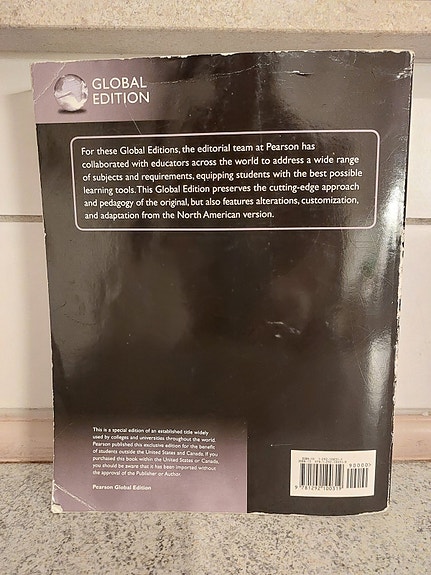 GLOBAL
EDITION
For these Global Editions, the editorial team at Pearson has
collaborated with educators across the world to address a wide range
of subjects and requirements, equipping students with the best possible
learning tools. This Global Edition preserves the cutting-edge approach
and pedagogy of the original, but also features alterations, customization,
and adaptation from the North American version.
This is a special edition of an established title widely
used by colleges and universities throughout the world.
Pearson published this exclusive edition for the benefit
of students outside the United States and Canada. If you
purchased this book within the United States or Canada,
you should be aware that it has been imported without
the approval of the Publisher or Author.
Pearson Global Edition
90000>
9 781292 100319